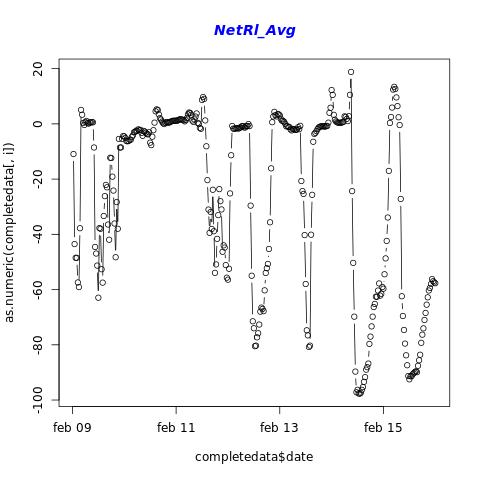 NetRl_Avg
as.numeric(completedata[, i])
20
0
-20
-40
-60
-80
-100
feb 09
feb 11
feb 13
feb 15
completedata$date